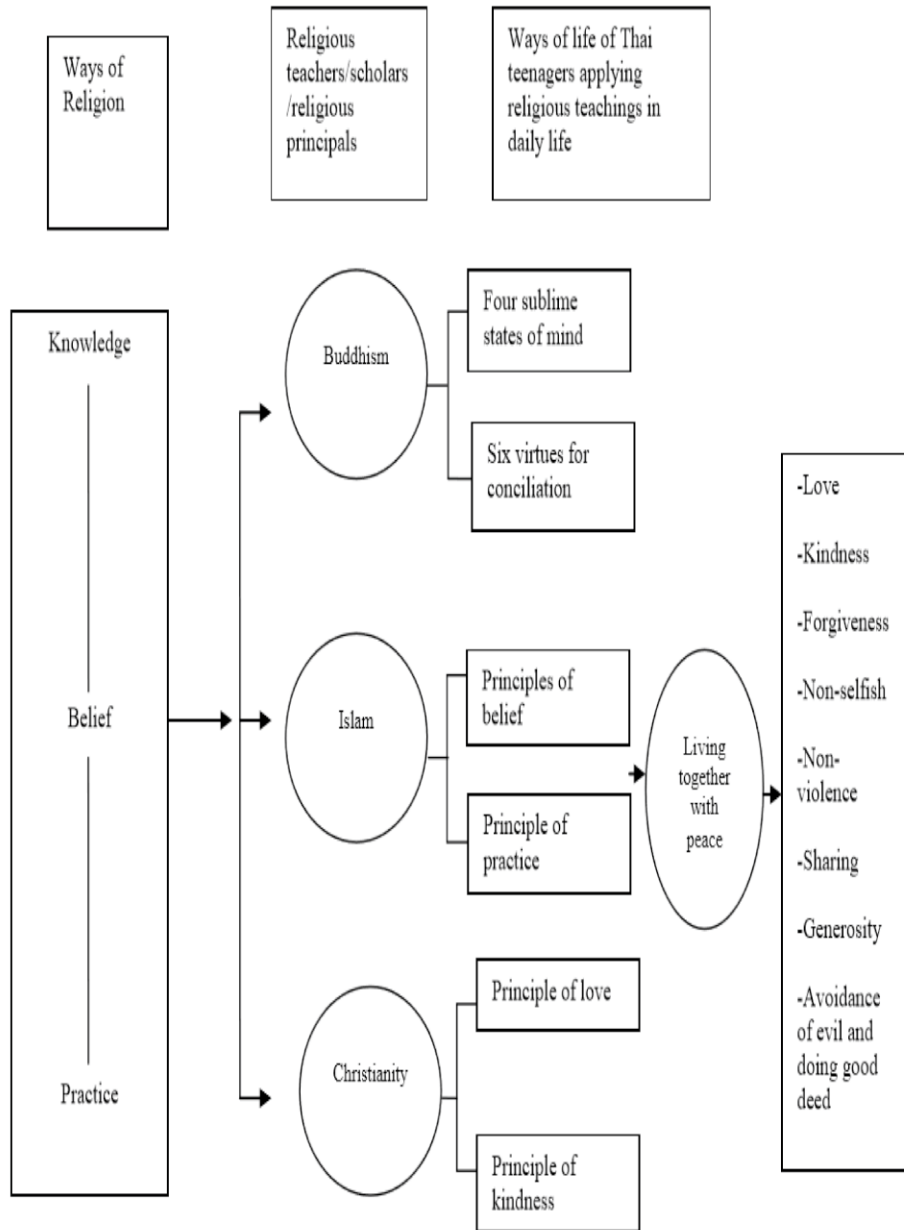 Ways of
Religion
Religious
teachers/scholars
/religious
principals
Ways of life of Thai
teenagers applying
religious teachings in
daily life
Knowledge
Belief
Practice
Buddhism
Four sublime
states of mind
Six virtues for
conciliation
Islam
Principles of
belief
Principle of
practice
Christianity
Principle of love
Principle of
kindness
Living
together
with
peace
-Love
-Kindness
-Forgiveness
-Non-selfish
-Non-
violence
-Sharing
-Generosity
-Avoidance
of evil and
doing good
deed